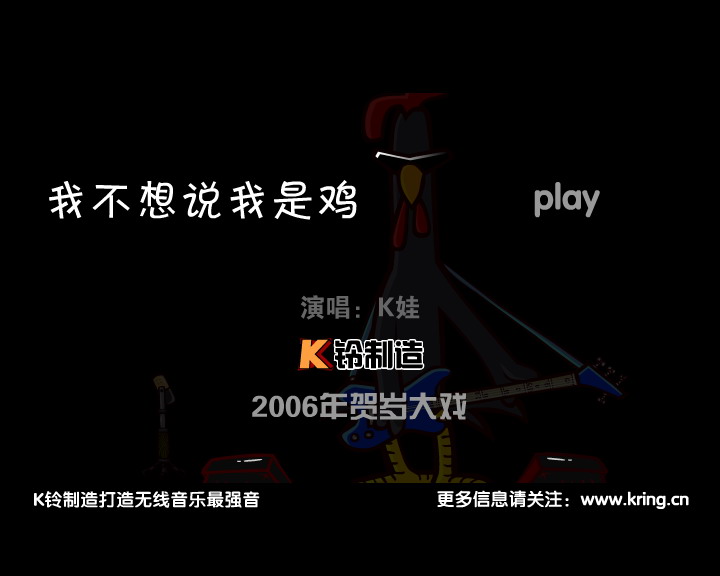 我不想说我是鸡
play
演唱：K娃
K铃制造
2006年贺岁大戏
K铃制造打造无线音乐最强音
更多信息请关注：www.kring.cn